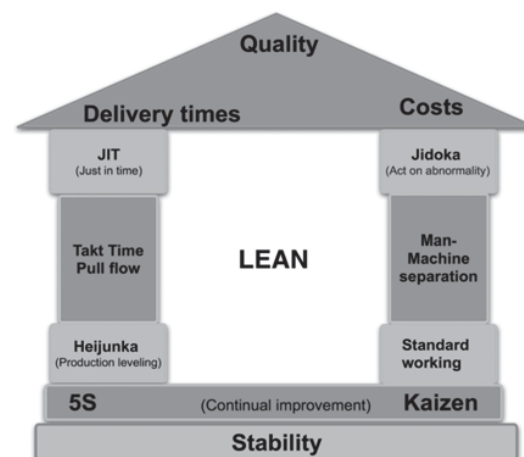 Quality
Delivery times
Costs
JIT
(Just in time)
Jidoka
(Act on abnormality)
Takt Time
Pull flow
LEAN
Man-
Machine
separation
Heijunka
(Production leveling)
Standard
working
5S (Continual improvement) Kaizen
Stability